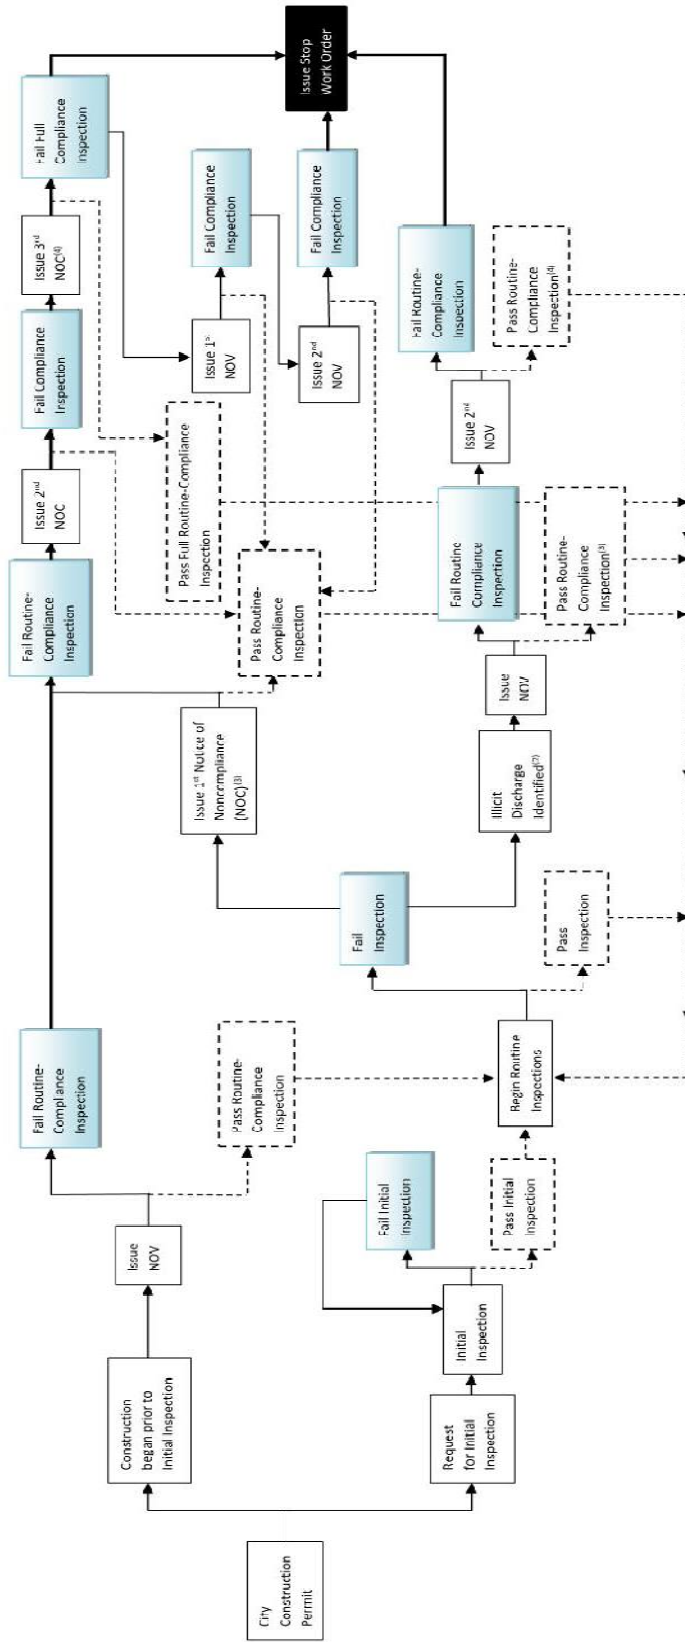 City
Construction
Permit
Construction
began prior to
Initial Inspection
Request
for Initial
Inspection
Issue
NOV
Initial
Inspection
Fail Initial
Inspection
Pass Initial
Inspection
Fail Routine-
Compliance
Inspection
Pass Routine-
Compliance
Inspection
Begin Routine
Inspections
Fail
Inspection
Pass
Inspection
Issue 1st Notice of
Noncompliance
(NOC)(3)
Illicit
Discharge
Identified(2)
Issue
NOV
Fail Routine-
Compliance
Inspection
Pass Routine-
Compliance
Inspection
Pass Full Routine-Compliance
Inspection
Fail Routine
Compliance
Inspection
Pass Routine-
Compliance
Inspection(3)
Issue 2nd
NOC
Issue 2nd
NOV
Fail Compliance
Inspection
Issue 1st
NOV
Issue 2nd
NOV
Fail Routine-
Compliance
Inspection
Pass Routine-
Compliance
Inspection(4)
Issue 3rd
NOC(4)
Fail Full
Compliance
Inspection
Fail Compliance
Inspection
Fail Compliance
Inspection
Issue Stop
Work Order